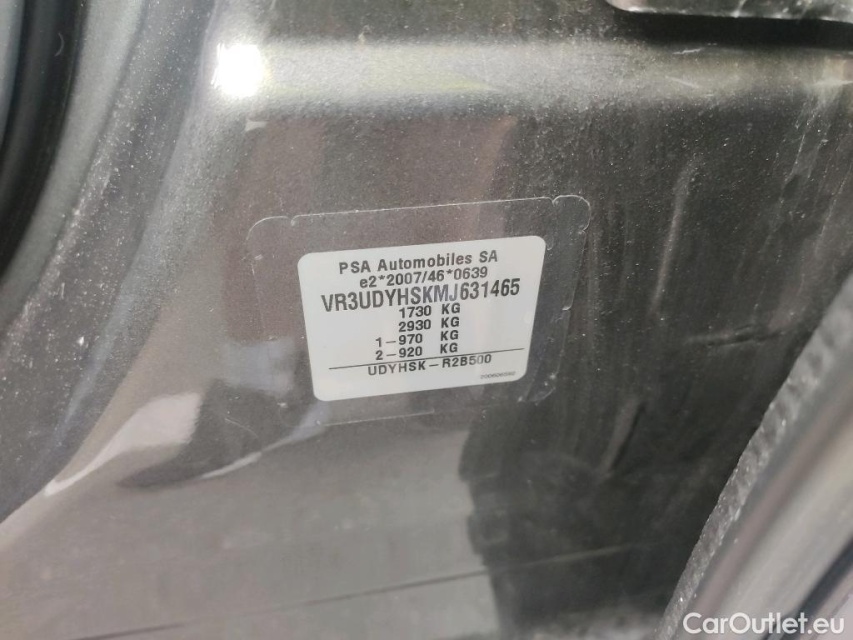 PSA Automobiles SA
e2*2007/46*0639
VR3UDYHSKMJ631465
1730 KG
2930 KG
1-970 KG
2-920 KG
UDYHSK-R2B500
CarOutlet.eu